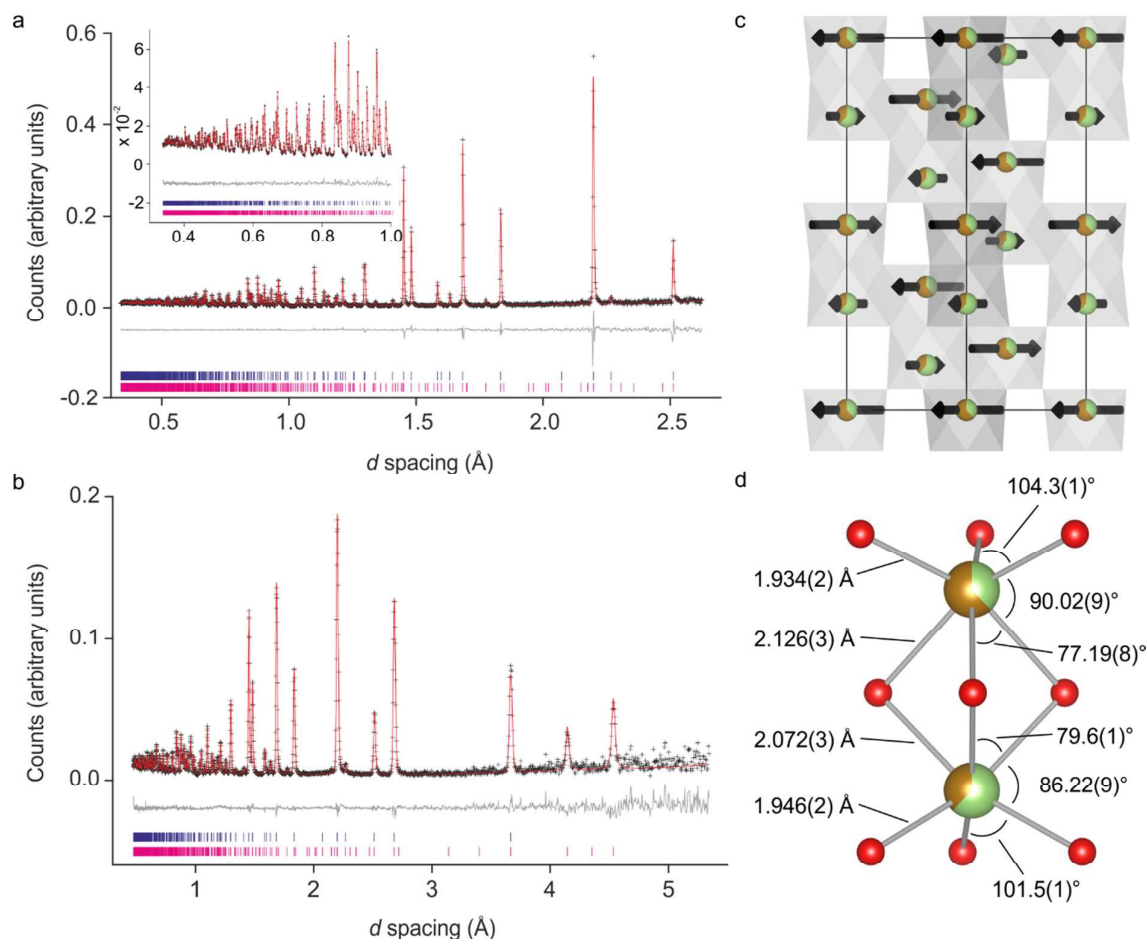 a
Counts (arbitrary units)
0.6
0.4
0.2
0.0
-0.2
x 10⁻²
6
4
2
0
-2
0.4 0.6 0.8 1.0
0.5 1.0 1.5 2.0 2.5
d spacing (Å)
b
Counts (arbitrary units)
0.2
0.1
0.0
1 2 3 4 5
d spacing (Å)
c
d
104.3(1)°
1.934(2) Å
90.02(9)°
2.126(3) Å
77.19(8)°
2.072(3) Å
79.6(1)°
86.22(9)°
1.946(2) Å
101.5(1)°